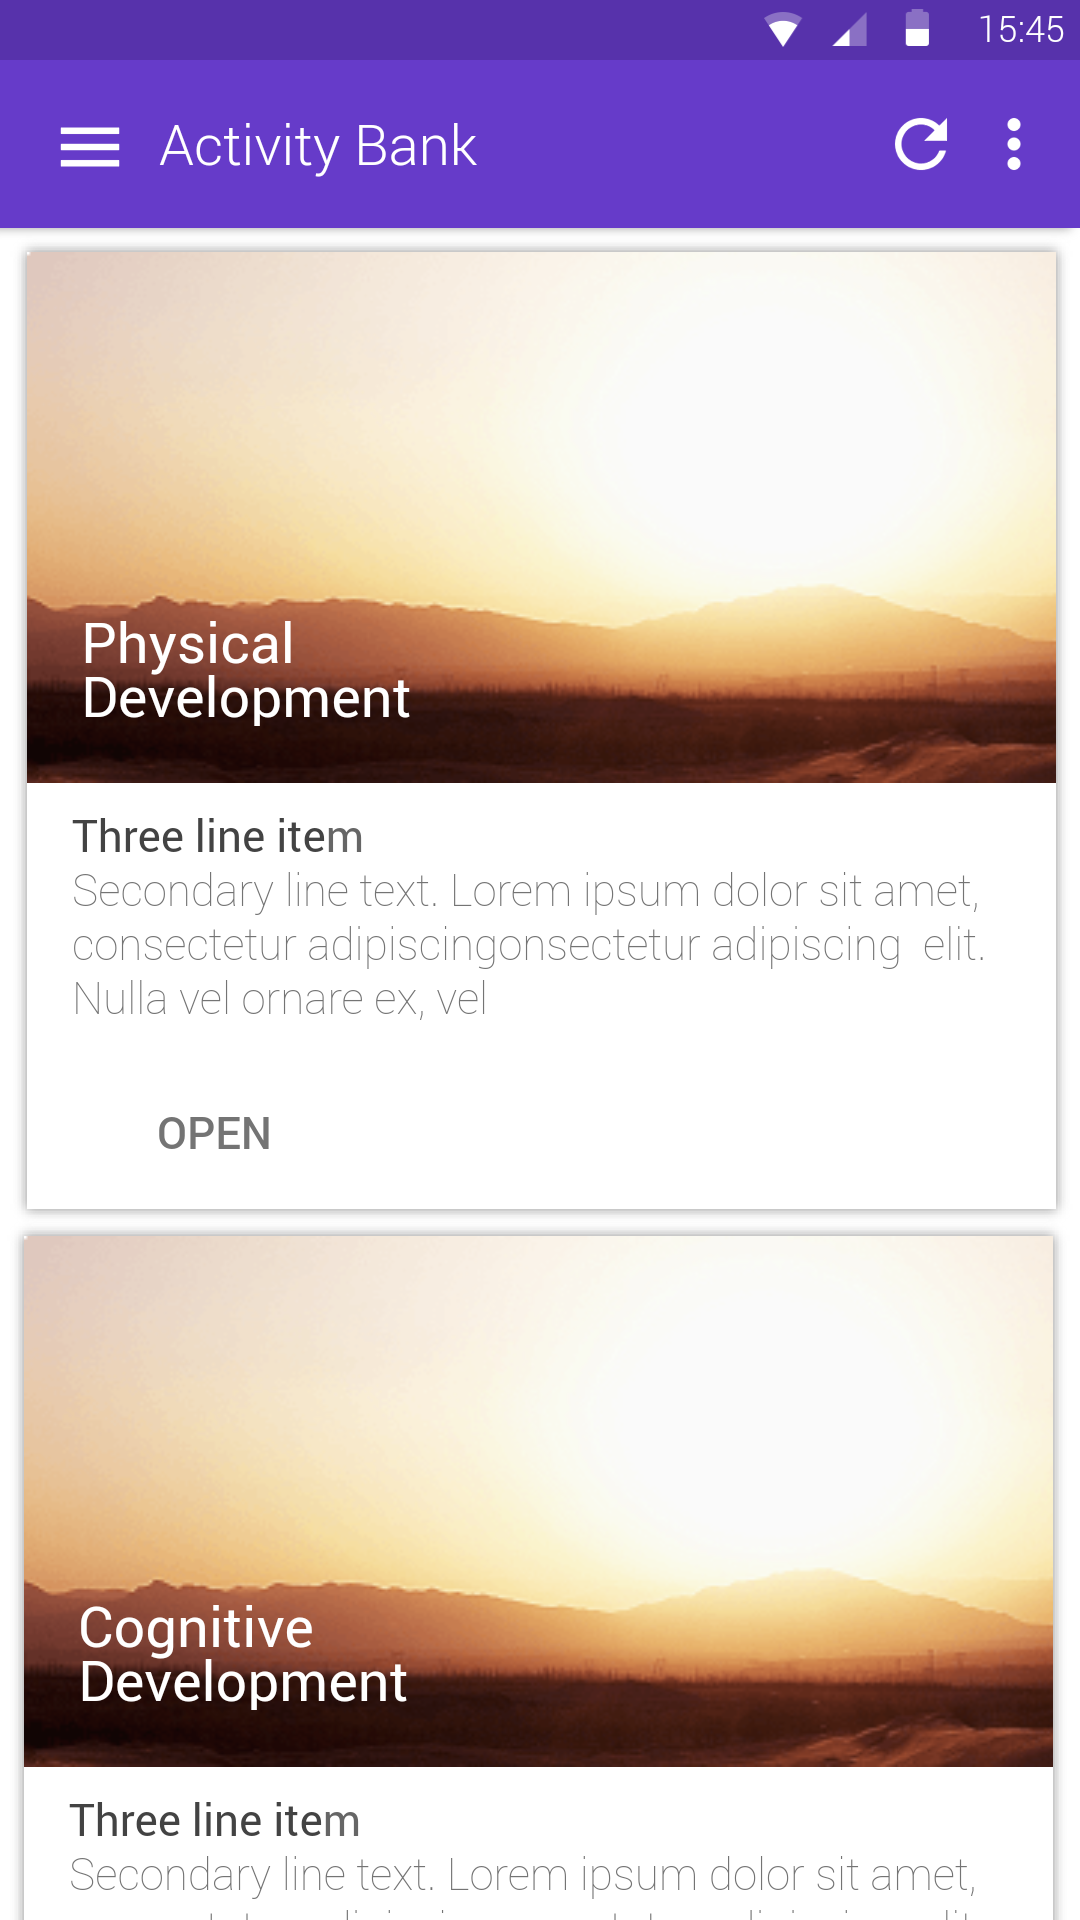 15:45
Activity Bank
Physical
Development
Three line item
Secondary line text. Lorem ipsum dolor sit amet,
consectetur adipiscingonsectetur adipiscing  elit.
Nulla vel ornare ex, vel
OPEN
Cognitive
Development
Three line item
Secondary line text. Lorem ipsum dolor sit amet,